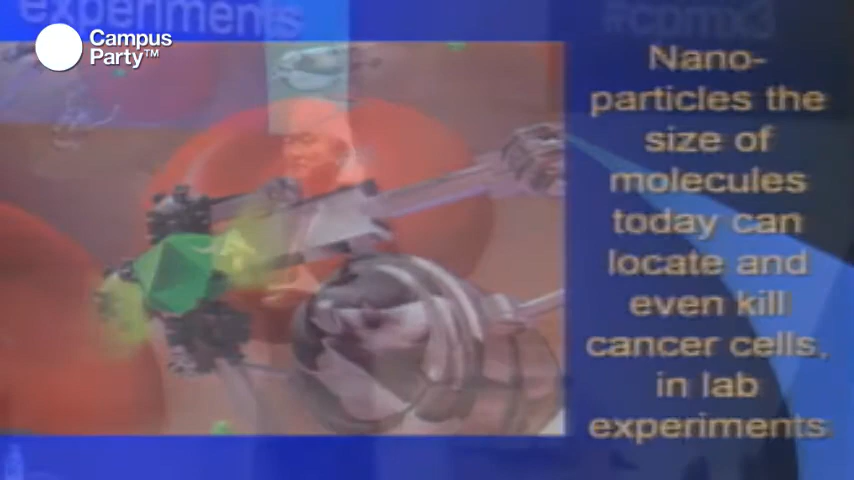 experiments
#cpmx3
Campus
Party™
Nano-
particles the
size of
molecules
today can
locate and
even kill
cancer cells,
in lab
experiments